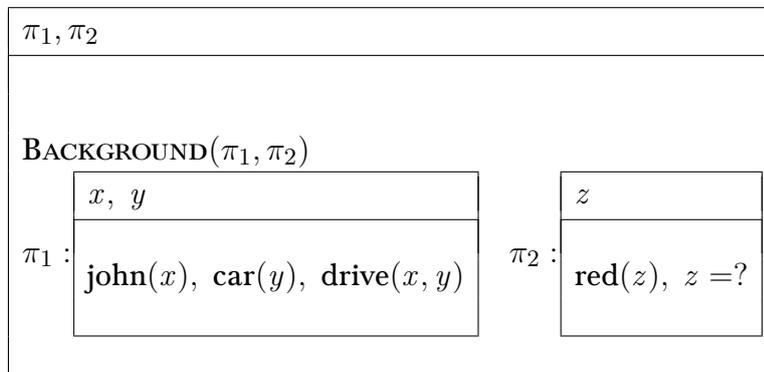 π₁, π₂
BACKGROUND(π₁, π₂)
x, y
z
π₁ : john(x), car(y), drive(x, y)
π₂ : red(z), z =?